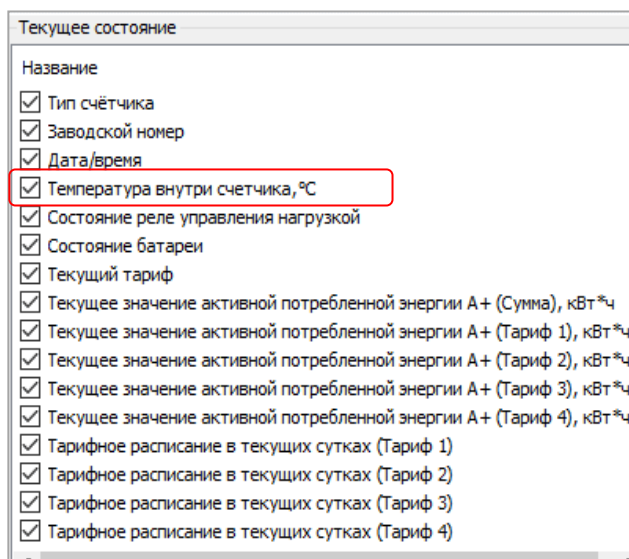 Текущее состояние
Название
Тип счётчика
Заводской номер
Дата/время
Температура внутри счетчика,°C
Состояние реле управления нагрузкой
Состояние батареи
Текущий тариф
Текущее значение активной потребленной энергии А+ (Сумма), кВт*ч
Текущее значение активной потребленной энергии А+ (Тариф 1), кВт*ч
Текущее значение активной потребленной энергии А+ (Тариф 2), кВт*ч
Текущее значение активной потребленной энергии А+ (Тариф 3), кВт*ч
Текущее значение активной потребленной энергии А+ (Тариф 4), кВт*ч
Тарифное расписание в текущих сутках (Тариф 1)
Тарифное расписание в текущих сутках (Тариф 2)
Тарифное расписание в текущих сутках (Тариф 3)
Тарифное расписание в текущих сутках (Тариф 4)